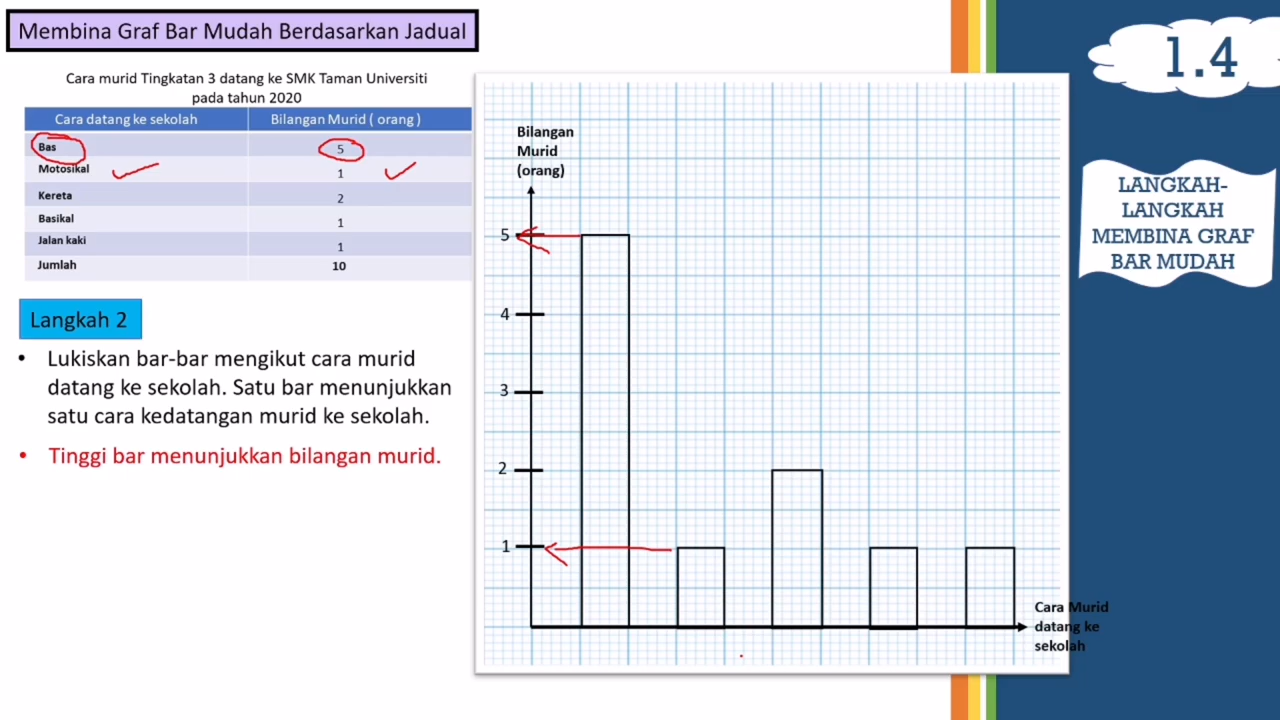 Membina Graf Bar Mudah Berdasarkan Jadual
Cara murid Tingkatan 3 datang ke SMK Taman Universiti
pada tahun 2020
Cara datang ke sekolah Bilangan Murid ( orang )
Bas 5
Motosikal 1
Kereta 2
Basikal 1
Jalan kaki 1
Jumlah 10
Langkah 2
• Lukiskan bar-bar mengikut cara murid
datang ke sekolah. Satu bar menunjukkan
satu cara kedatangan murid ke sekolah.
• Tinggi bar menunjukkan bilangan murid.
Bilangan
Murid
(orang)
5
4
3
2
1
Cara Murid
datang ke
sekolah
1.4
LANGKAH-
LANGKAH
MEMBINA GRAF
BAR MUDAH